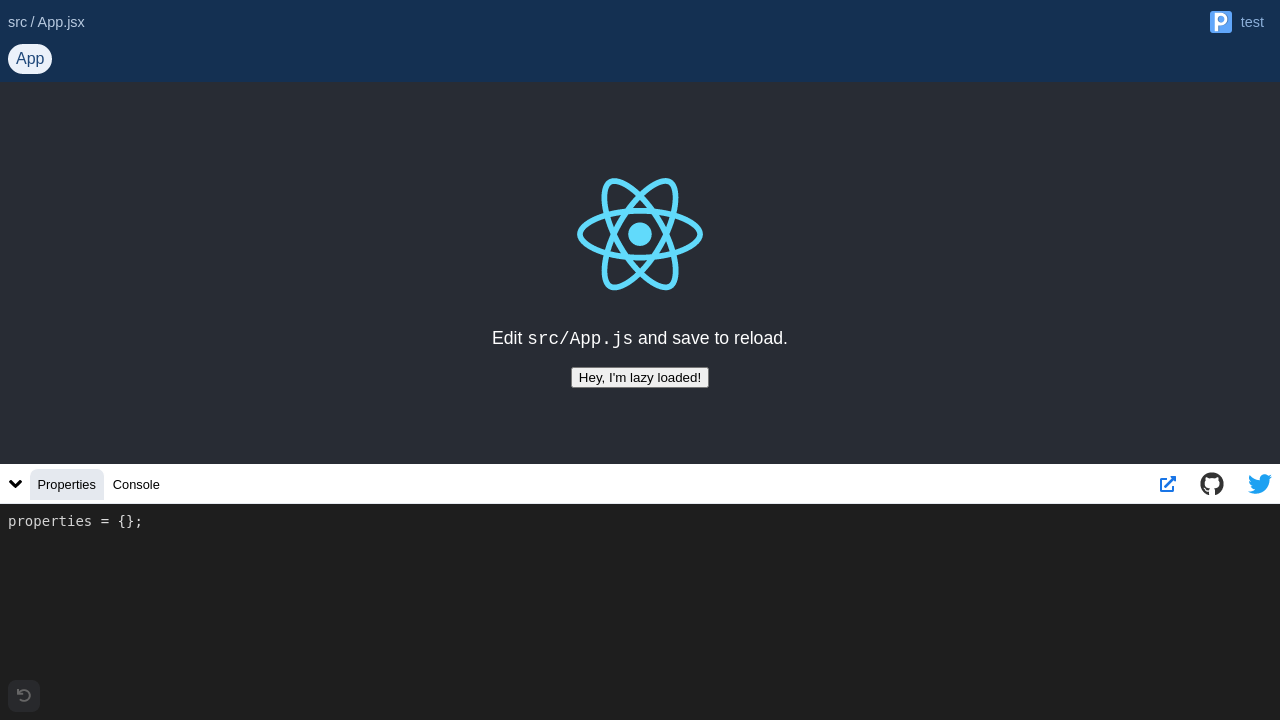 src / App.jsx
test
App
Edit src/App.js and save to reload.
Hey, I'm lazy loaded!
Properties
Console
properties = {};